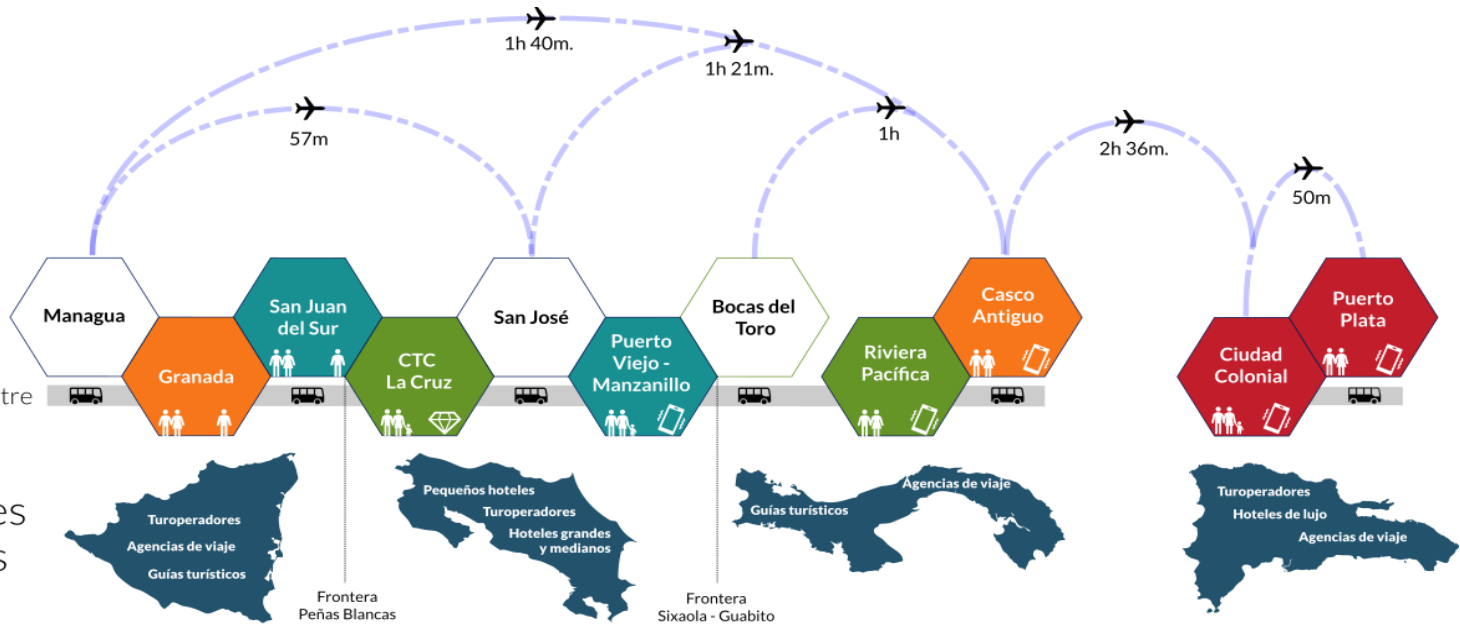 1h 40m.
1h 21m.
57m
1h
2h 36m.
50m
Managua
Granada
San Juan
del Sur
CTC
La Cruz
San José
Puerto
Viejo -
Manzanillo
Bocas del
Toro
Riviera
Pacífica
Casco
Antiguo
Ciudad
Colonial
Puerto
Plata
tre
es
s
Turoperadores
Agencias de viaje
Guías turísticos
Frontera
Peñas Blancas
Pequeños hoteles
Turoperadores
Hoteles grandes
y medianos
Frontera
Sixaola - Guabito
Guías turísticos
Agencias de viaje
Turoperadores
Hoteles de lujo
Agencias de viaje